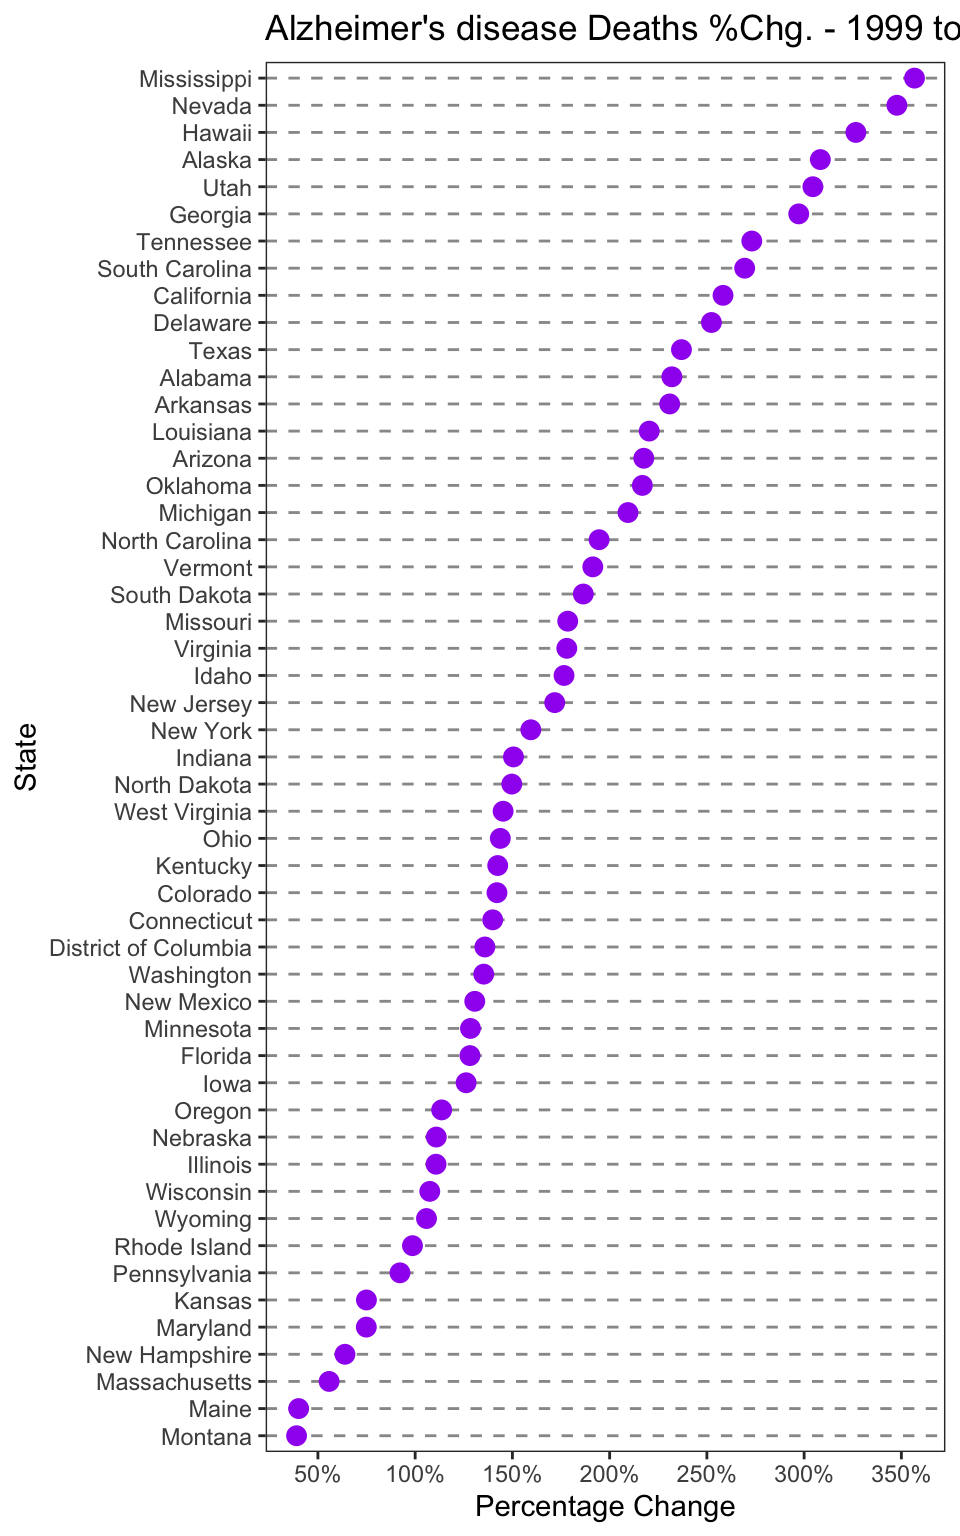 Alzheimer's disease Deaths %Chg. - 1999 to
Mississippi
Nevada
Hawaii
Alaska
Utah
Georgia
Tennessee
South Carolina
California
Delaware
Texas
Alabama
Arkansas
Louisiana
Arizona
Oklahoma
Michigan
North Carolina
Vermont
South Dakota
Missouri
Virginia
Idaho
New Jersey
New York
Indiana
North Dakota
West Virginia
Ohio
Kentucky
Colorado
Connecticut
District of Columbia
Washington
New Mexico
Minnesota
Florida
Iowa
Oregon
Nebraska
Illinois
Wisconsin
Wyoming
Rhode Island
Pennsylvania
Kansas
Maryland
New Hampshire
Massachusetts
Maine
Montana
State
50% 100% 150% 200% 250% 300% 350%
Percentage Change